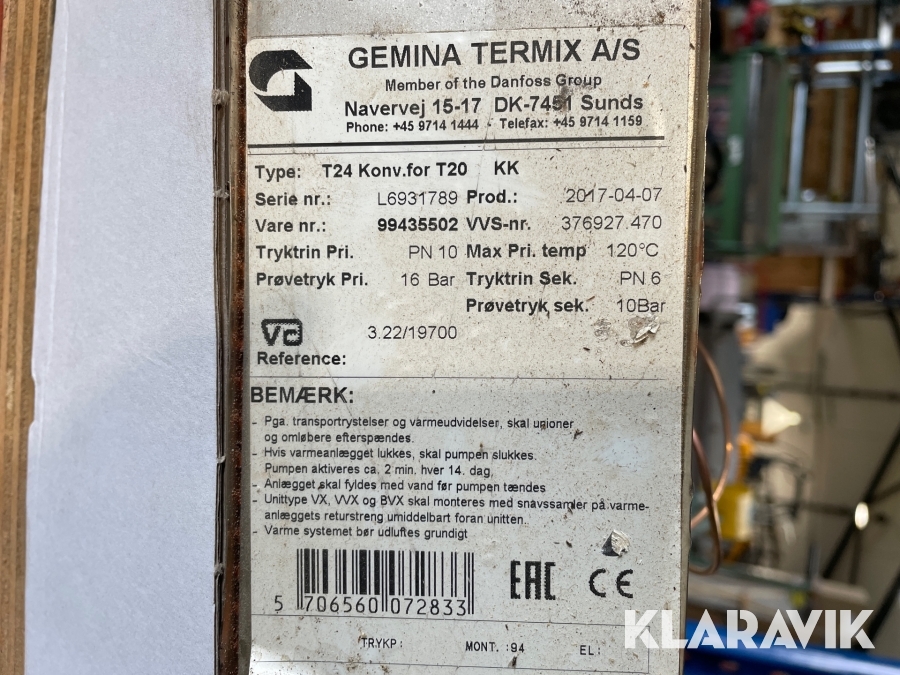 GEMINA TERMIX A/S
Member of the Danfoss Group
Navervej 15-17 DK-7451 Sunds
Phone: +45 9714 1444 - Telefax: +45 9714 1159
Type: T24 Konv.for T20 KK
Serie nr.: L6931789 Prod.: 2017-04-07
Vare nr.: 99435502 VVS-nr. 376927.470
Tryktrin Pri. PN 10 Max Pri. temp 120°C
Prøvetryk Pri. 16 Bar Tryktrin Sek. PN 6
Prøvetryk sek. 10Bar
va 3.22/19700
Reference:
BEMÆRK:
- Pga. transportrystelser og varmeudvidelser, skal unioner
og omløbere efterspændes.
- Hvis varmeanlægget lukkes, skal pumpen slukkes.
Pumpen aktiveres ca. 2 min. hver 14. dag.
- Anlægget skal fyldes med vand før pumpen tændes
- Unittype VX, VVX og BVX skal monteres med snavssamler på varme-
anlæggets returstreng umiddelbart foran unitten.
- Varme systemet bør udluftes grundigt
5 706560 072833
EAC CE
TRYKP: MONT. :94 EL:
KLARAVIK